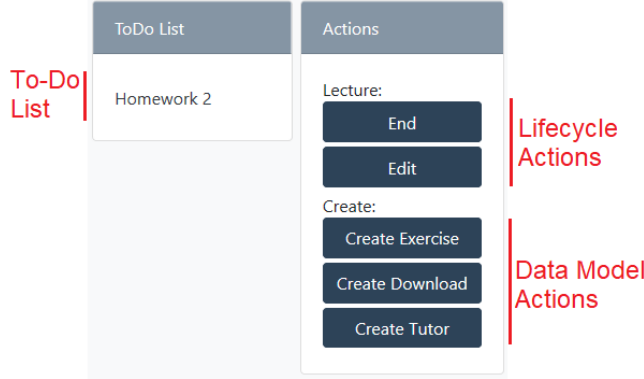 ToDo List
Actions
To-Do
List
Homework 2
Lecture:
End
Edit
Lifecycle
Actions
Create:
Create Exercise
Create Download
Create Tutor
Data Model
Actions